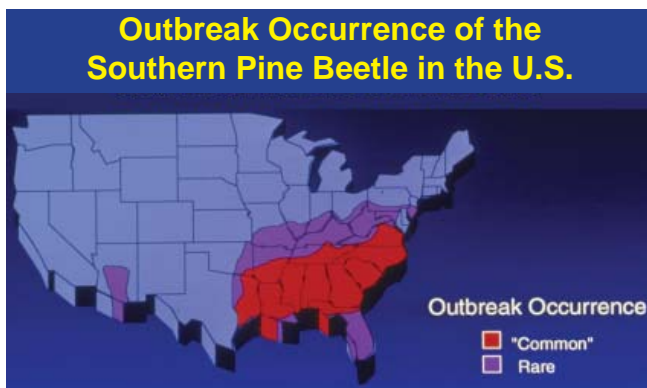 Outbreak Occurrence of the
Southern Pine Beetle in the U.S.
Outbreak Occurrence
"Common"
Rare